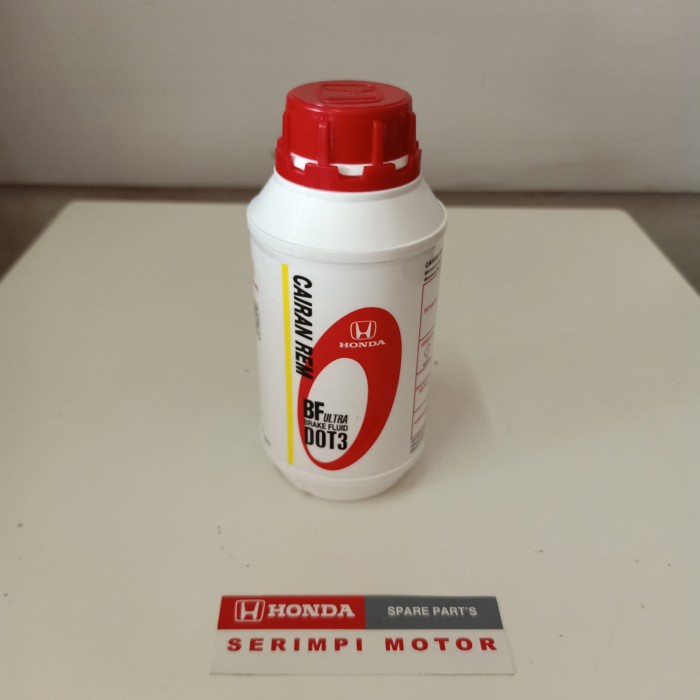 CAIRAN REM
HONDA
BF ULTRA
BRAKE FLUID
DOT3
HONDA SPARE PART'S
SERIMPI MOTOR